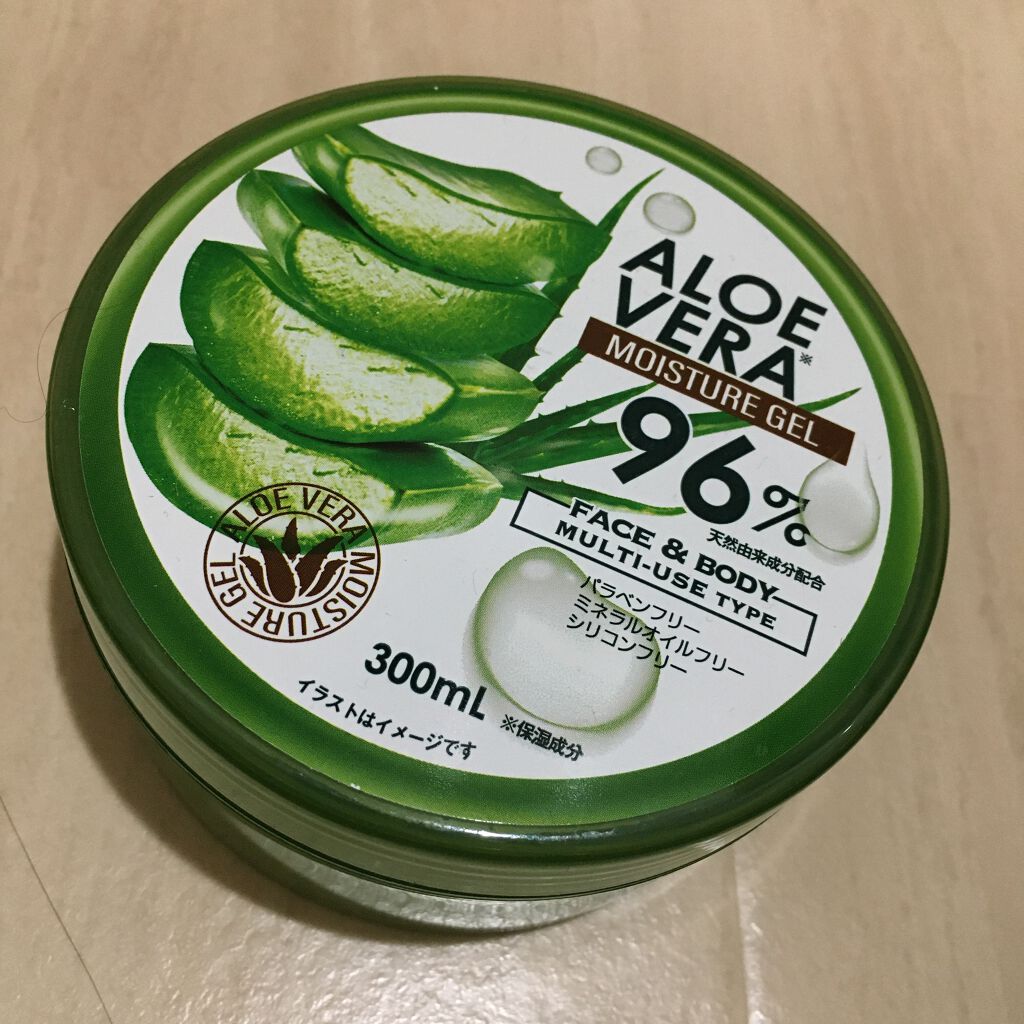 ALOE
VERA※
MOISTURE GEL
96%
天然由来成分配合
FACE & BODY
MULTI-USE TYPE
パラベンフリー
ミネラルオイルフリー
シリコンフリー
ALOE VERA MOISTURE GEL
300mL
※保湿成分
イラストはイメージです